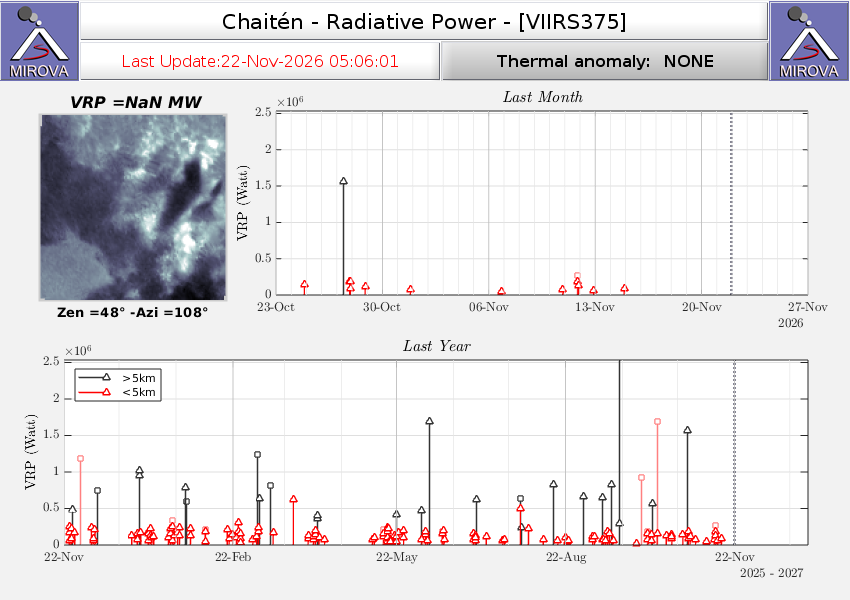 Chaitén - Radiative Power - [VIIRS375]
MIROVA
Last Update:22-Nov-2026 05:06:01
Thermal anomaly: NONE
MIROVA
VRP =NaN MW
Zen =48° -Azi =108°
Last Month
×10⁶
2.5
2
1.5
1
0.5
0
VRP (Watt)
23-Oct 30-Oct 06-Nov 13-Nov 20-Nov 27-Nov
2026
Last Year
×10⁶
2.5
2
1.5
1
0.5
0
VRP (Watt)
>5km
<5km
22-Nov 22-Feb 22-May 22-Aug 22-Nov
2025 - 2027